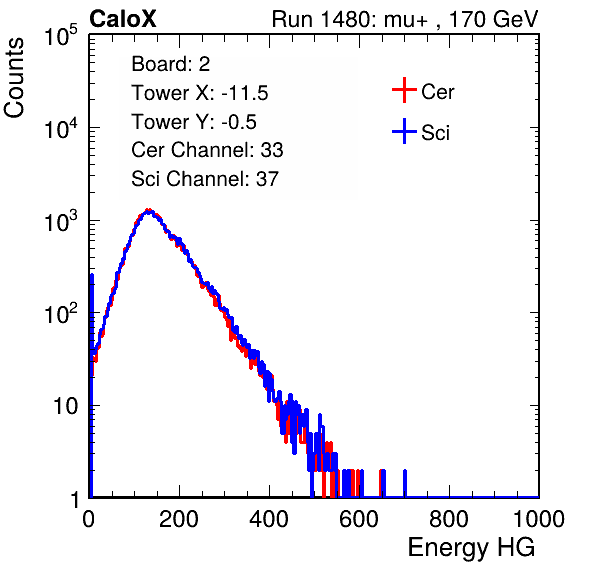 CaloX Run 1480: mu+ , 170 GeV
Counts
10^5
10^4
10^3
10^2
10
1
Board: 2
Tower X: -11.5
Tower Y: -0.5
Cer Channel: 33
Sci Channel: 37
Cer
Sci
0 200 400 600 800 1000
Energy HG